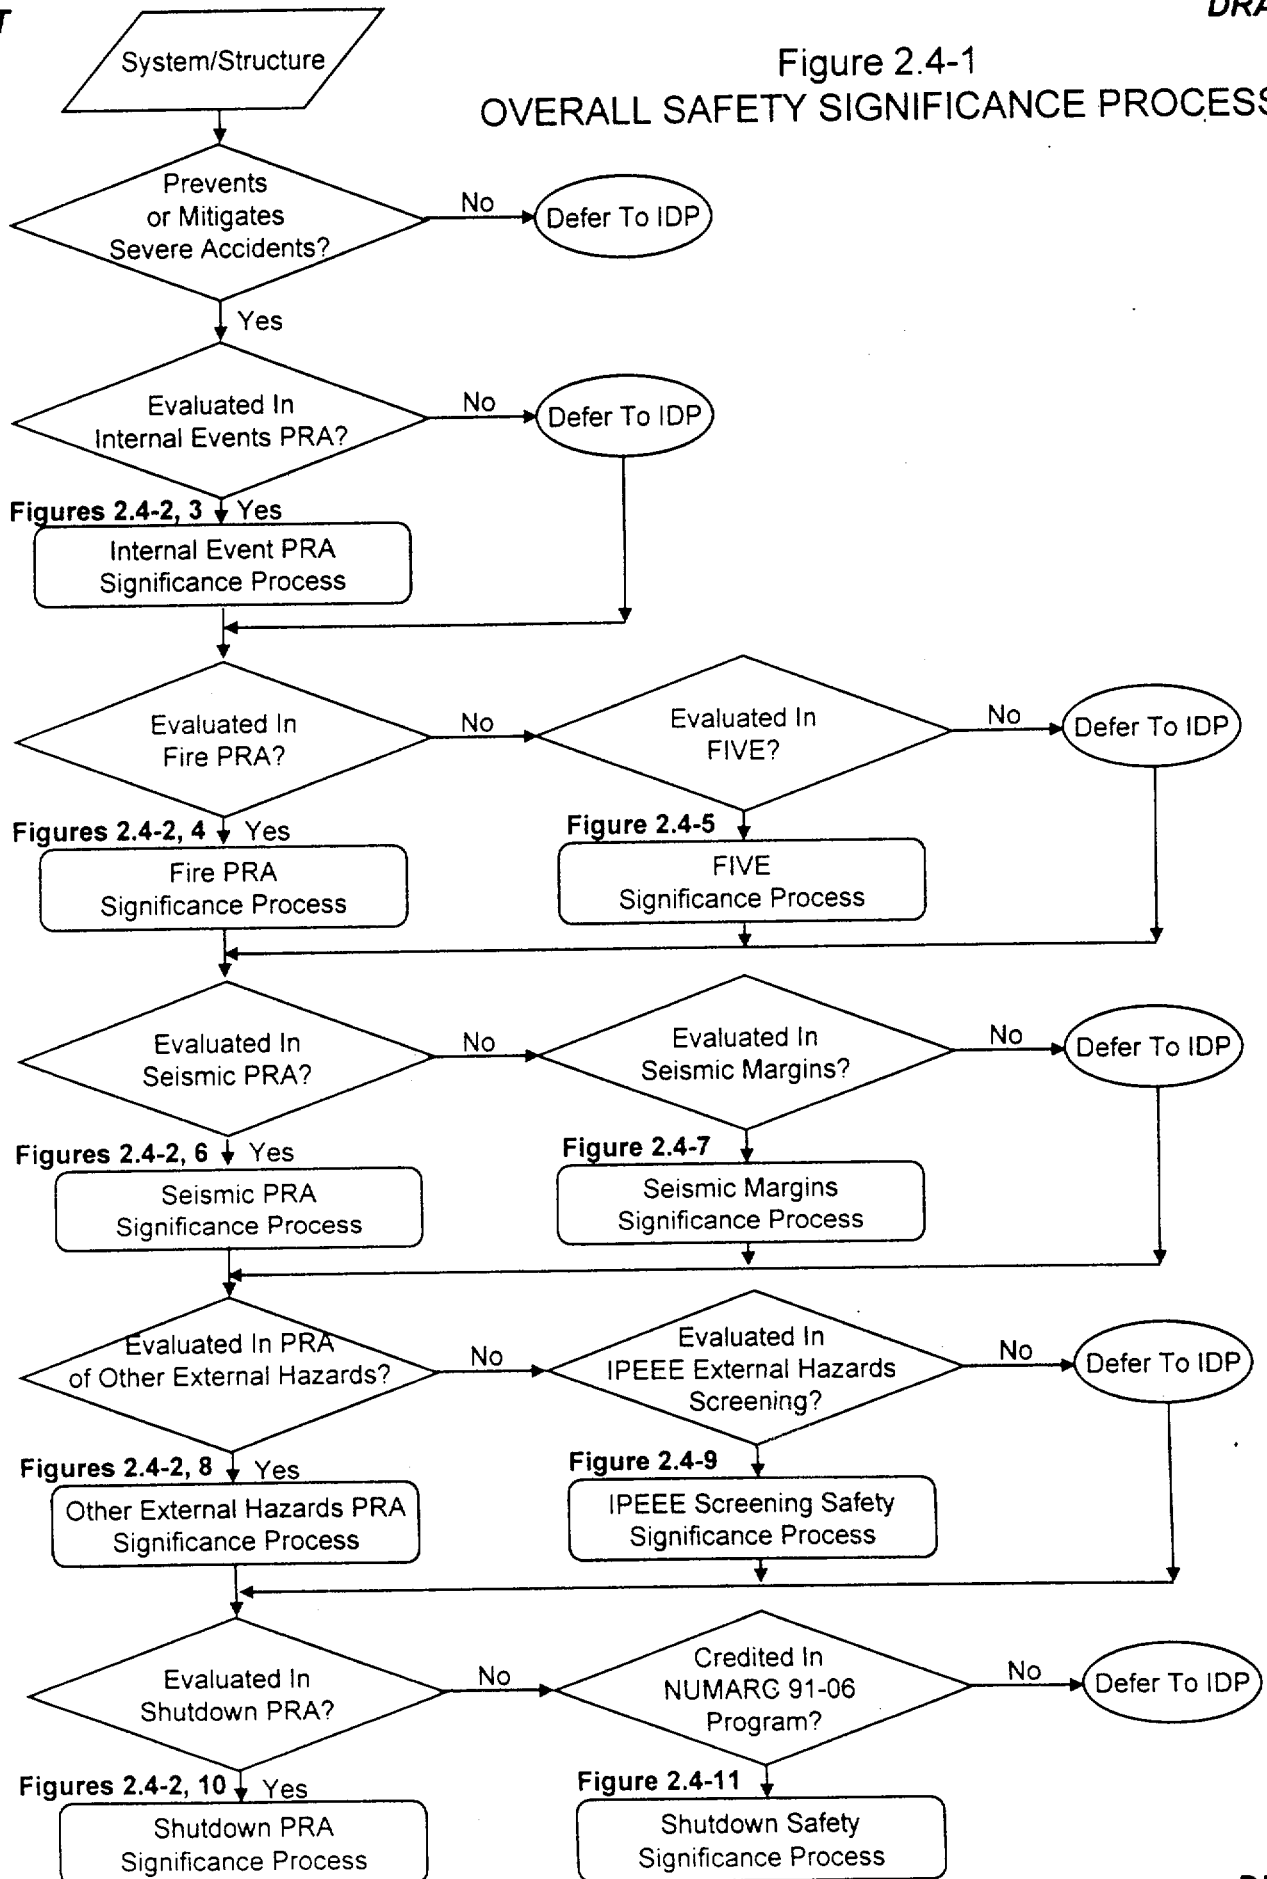 T
DRA
Figure 2.4-1
OVERALL SAFETY SIGNIFICANCE PROCESS
System/Structure
Prevents
or Mitigates
Severe Accidents?
No
Defer To IDP
Yes
Evaluated In
Internal Events PRA?
No
Defer To IDP
Figures 2.4-2, 3
Yes
Internal Event PRA
Significance Process
Evaluated In
Fire PRA?
No
Evaluated In
FIVE?
No
Defer To IDP
Figures 2.4-2, 4
Yes
Figure 2.4-5
Fire PRA
Significance Process
FIVE
Significance Process
Evaluated In
Seismic PRA?
No
Evaluated In
Seismic Margins?
No
Defer To IDP
Figures 2.4-2, 6
Yes
Figure 2.4-7
Seismic PRA
Significance Process
Seismic Margins
Significance Process
Evaluated In PRA
of Other External Hazards?
No
Evaluated In
IPEEE External Hazards
Screening?
No
Defer To IDP
Figures 2.4-2, 8
Yes
Figure 2.4-9
Other External Hazards PRA
Significance Process
IPEEE Screening Safety
Significance Process
Evaluated In
Shutdown PRA?
No
Credited In
NUMARC 91-06
Program?
No
Defer To IDP
Figures 2.4-2, 10
Yes
Figure 2.4-11
Shutdown PRA
Significance Process
Shutdown Safety
Significance Process